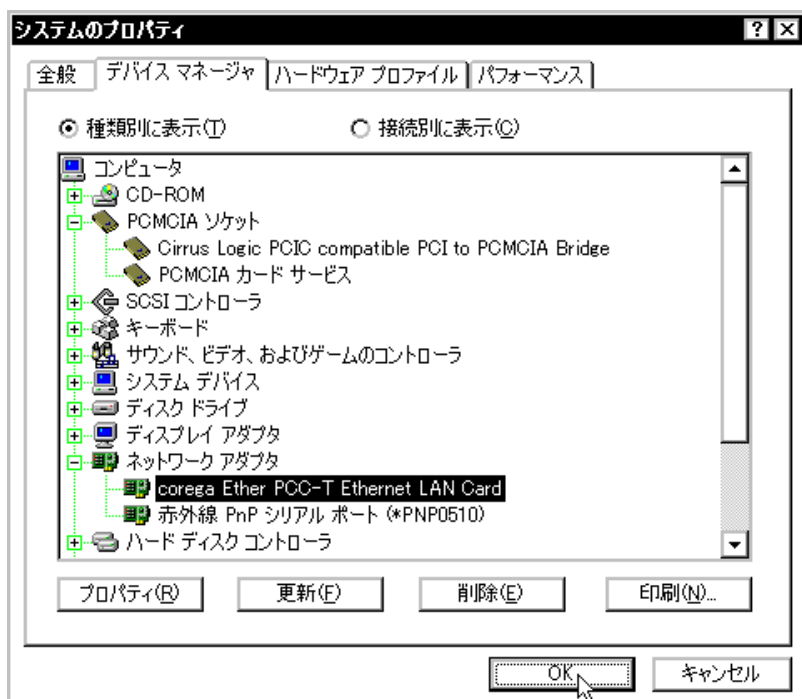 システムのプロパティ
全般 デバイス マネージャ ハードウェア プロファイル パフォーマンス
種類別に表示(T) 接続別に表示(C)
コンピュータ
CD-ROM
PCMCIA ソケット
Cirrus Logic PCIC compatible PCI to PCMCIA Bridge
PCMCIA カード サービス
SCSI コントローラ
キーボード
サウンド、ビデオ、およびゲームのコントローラ
システム デバイス
ディスク ドライブ
ディスプレイ アダプタ
ネットワーク アダプタ
corega Ether PCC-T Ethernet LAN Card
赤外線 PnP シリアル ポート (*PNP0510)
ハード ディスク コントローラ
プロパティ(R) 更新(F) 削除(E) 印刷(N)...
OK キャンセル